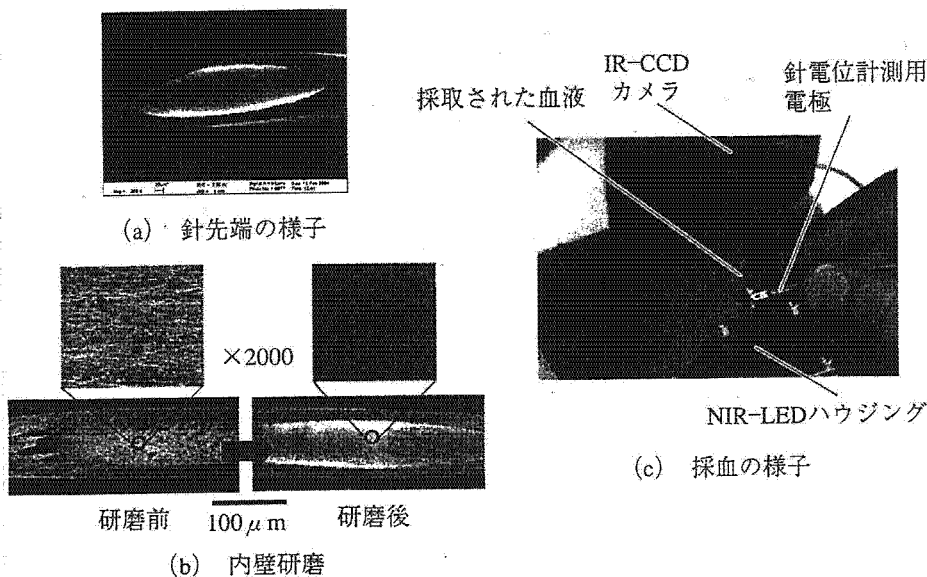 IR-CCD
カメラ
針電位計測用
電極
採取された血液
(a) 針先端の様子
×2000
NIR-LEDハウジング
(c) 採血の様子
研磨前
100μm
研磨後
(b) 内壁研磨